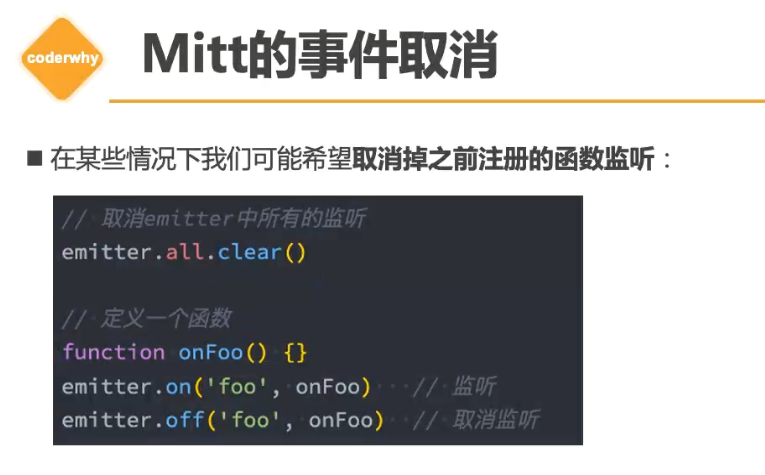 coderwhy
Mitt的事件取消
■ 在某些情况下我们可能希望取消掉之前注册的函数监听：
// 取消emitter中所有的监听
emitter.all.clear()
// 定义一个函数
function onFoo() {}
emitter.on('foo', onFoo)   // 监听
emitter.off('foo', onFoo)  // 取消监听